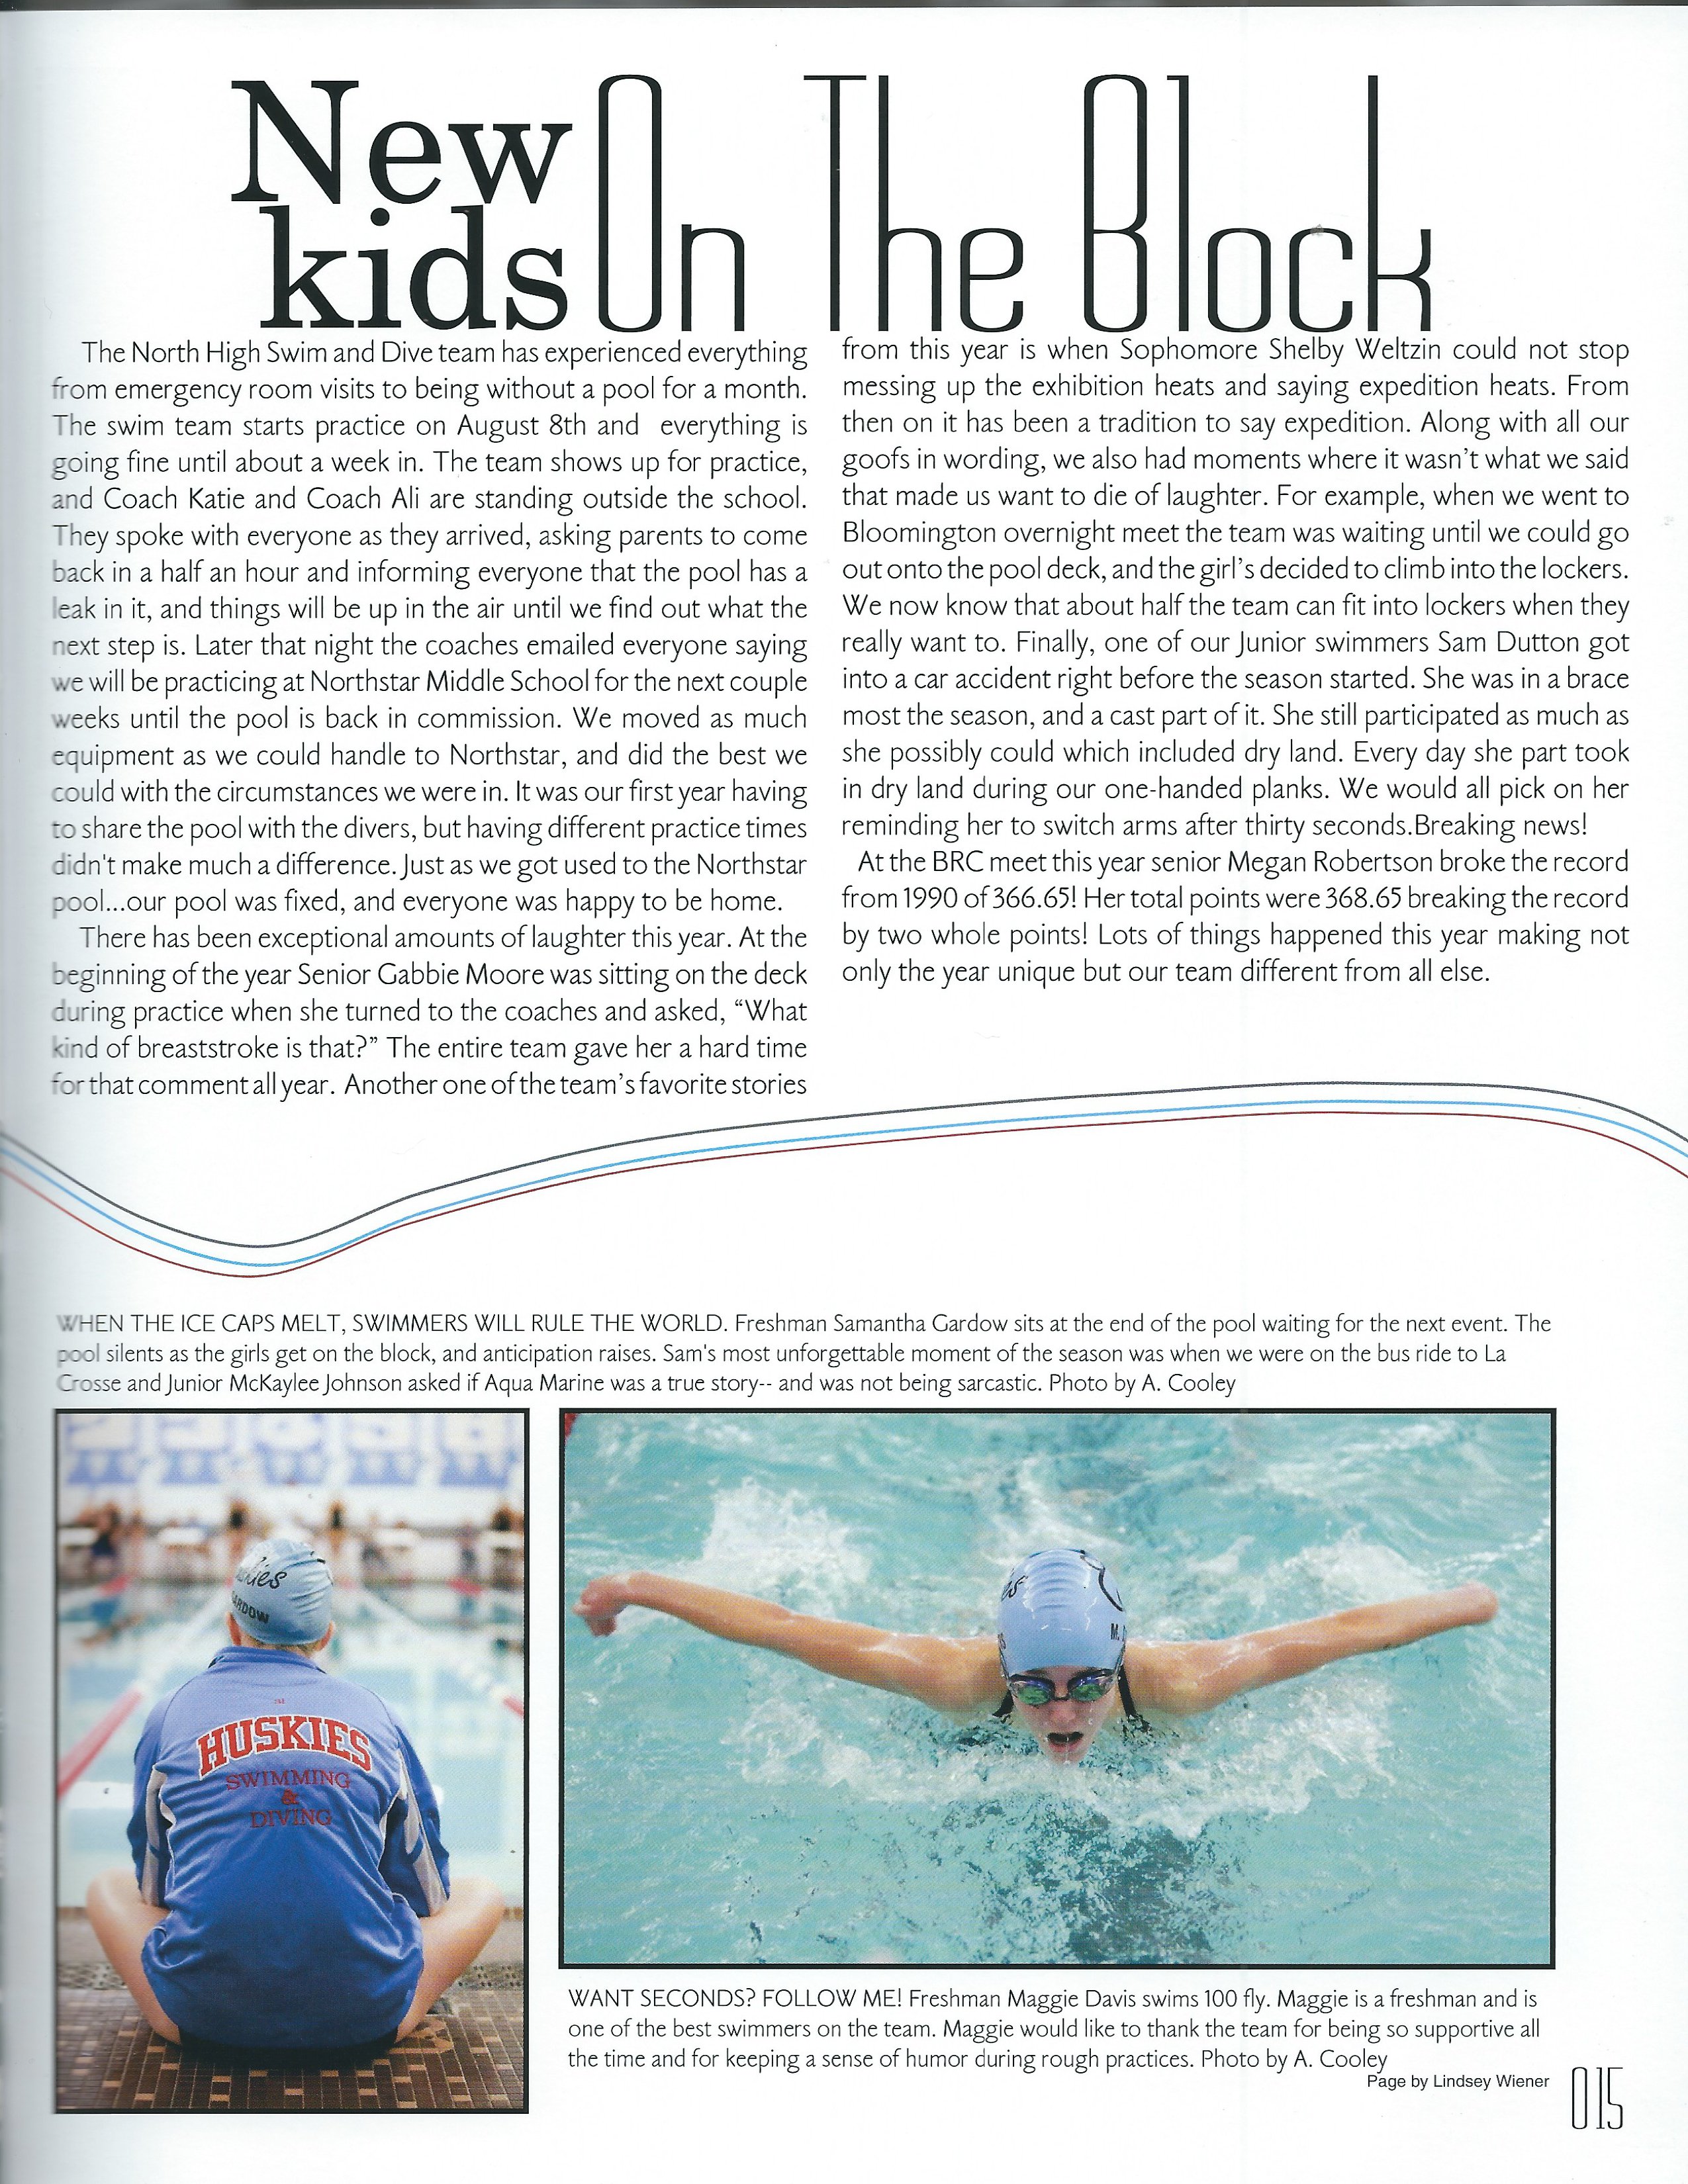 New
kids On The Block
The North High Swim and Dive team has experienced everything
from emergency room visits to being without a pool for a month.
The swim team starts practice on August 8th and everything is
going fine until about a week in. The team shows up for practice,
and Coach Katie and Coach Ali are standing outside the school.
They spoke with everyone as they arrived, asking parents to come
back in a half an hour and informing everyone that the pool has a
leak in it, and things will be up in the air until we find out what the
next step is. Later that night the coaches emailed everyone saying
we will be practicing at Northstar Middle School for the next couple
weeks until the pool is back in commission. We moved as much
equipment as we could handle to Northstar, and did the best we
could with the circumstances we were in. It was our first year having
to share the pool with the divers, but having different practice times
didn't make much a difference. Just as we got used to the Northstar
pool...our pool was fixed, and everyone was happy to be home.
There has been exceptional amounts of laughter this year. At the
beginning of the year Senior Gabbie Moore was sitting on the deck
during practice when she turned to the coaches and asked, “What
kind of breaststroke is that?” The entire team gave her a hard time
for that comment all year. Another one of the team's favorite stories
from this year is when Sophomore Shelby Weltzin could not stop
messing up the exhibition heats and saying expedition heats. From
then on it has been a tradition to say expedition. Along with all our
goofs in wording, we also had moments where it wasn't what we said
that made us want to die of laughter. For example, when we went to
Bloomington overnight meet the team was waiting until we could go
out onto the pool deck, and the girl's decided to climb into the lockers.
We now know that about half the team can fit into lockers when they
really want to. Finally, one of our Junior swimmers Sam Dutton got
into a car accident right before the season started. She was in a brace
most the season, and a cast part of it. She still participated as much as
she possibly could which included dry land. Every day she part took
in dry land during our one-handed planks. We would all pick on her
reminding her to switch arms after thirty seconds.Breaking news!
At the BRC meet this year senior Megan Robertson broke the record
from 1990 of 366.65! Her total points were 368.65 breaking the record
by two whole points! Lots of things happened this year making not
only the year unique but our team different from all else.
WHEN THE ICE CAPS MELT, SWIMMERS WILL RULE THE WORLD. Freshman Samantha Gardow sits at the end of the pool waiting for the next event. The
pool silents as the girls get on the block, and anticipation raises. Sam's most unforgettable moment of the season was when we were on the bus ride to La
Crosse and Junior McKaylee Johnson asked if Aqua Marine was a true story-- and was not being sarcastic. Photo by A. Cooley
HUSKIES
SWIMMING
&
DIVING
WANT SECONDS? FOLLOW ME! Freshman Maggie Davis swims 100 fly. Maggie is a freshman and is
one of the best swimmers on the team. Maggie would like to thank the team for being so supportive all
the time and for keeping a sense of humor during rough practices. Photo by A. Cooley
Page by Lindsey Wiener
015